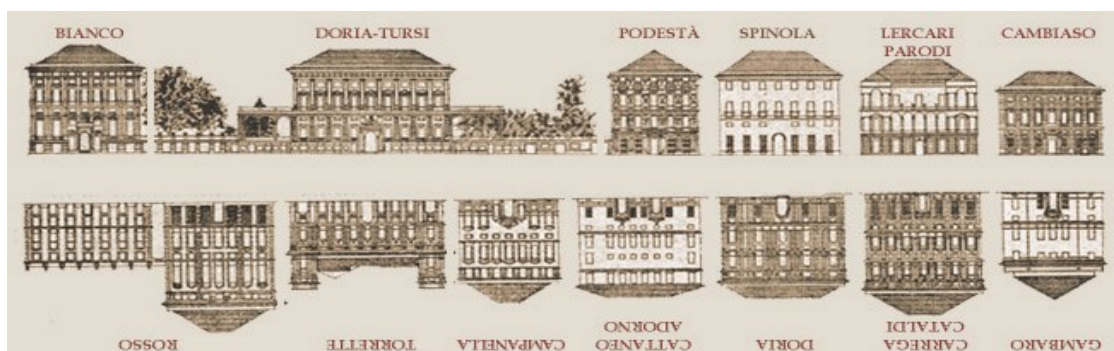 BIANCO
DORIA-TURSI
PODESTÀ
SPINOLA
LERCARI
PARODI
CAMBIASO
ROSSO
TORRETTE
CAMPANELLA
CATTANEO
ADORNO
DORIA
CARREGA
CATALDI
GAMBARO